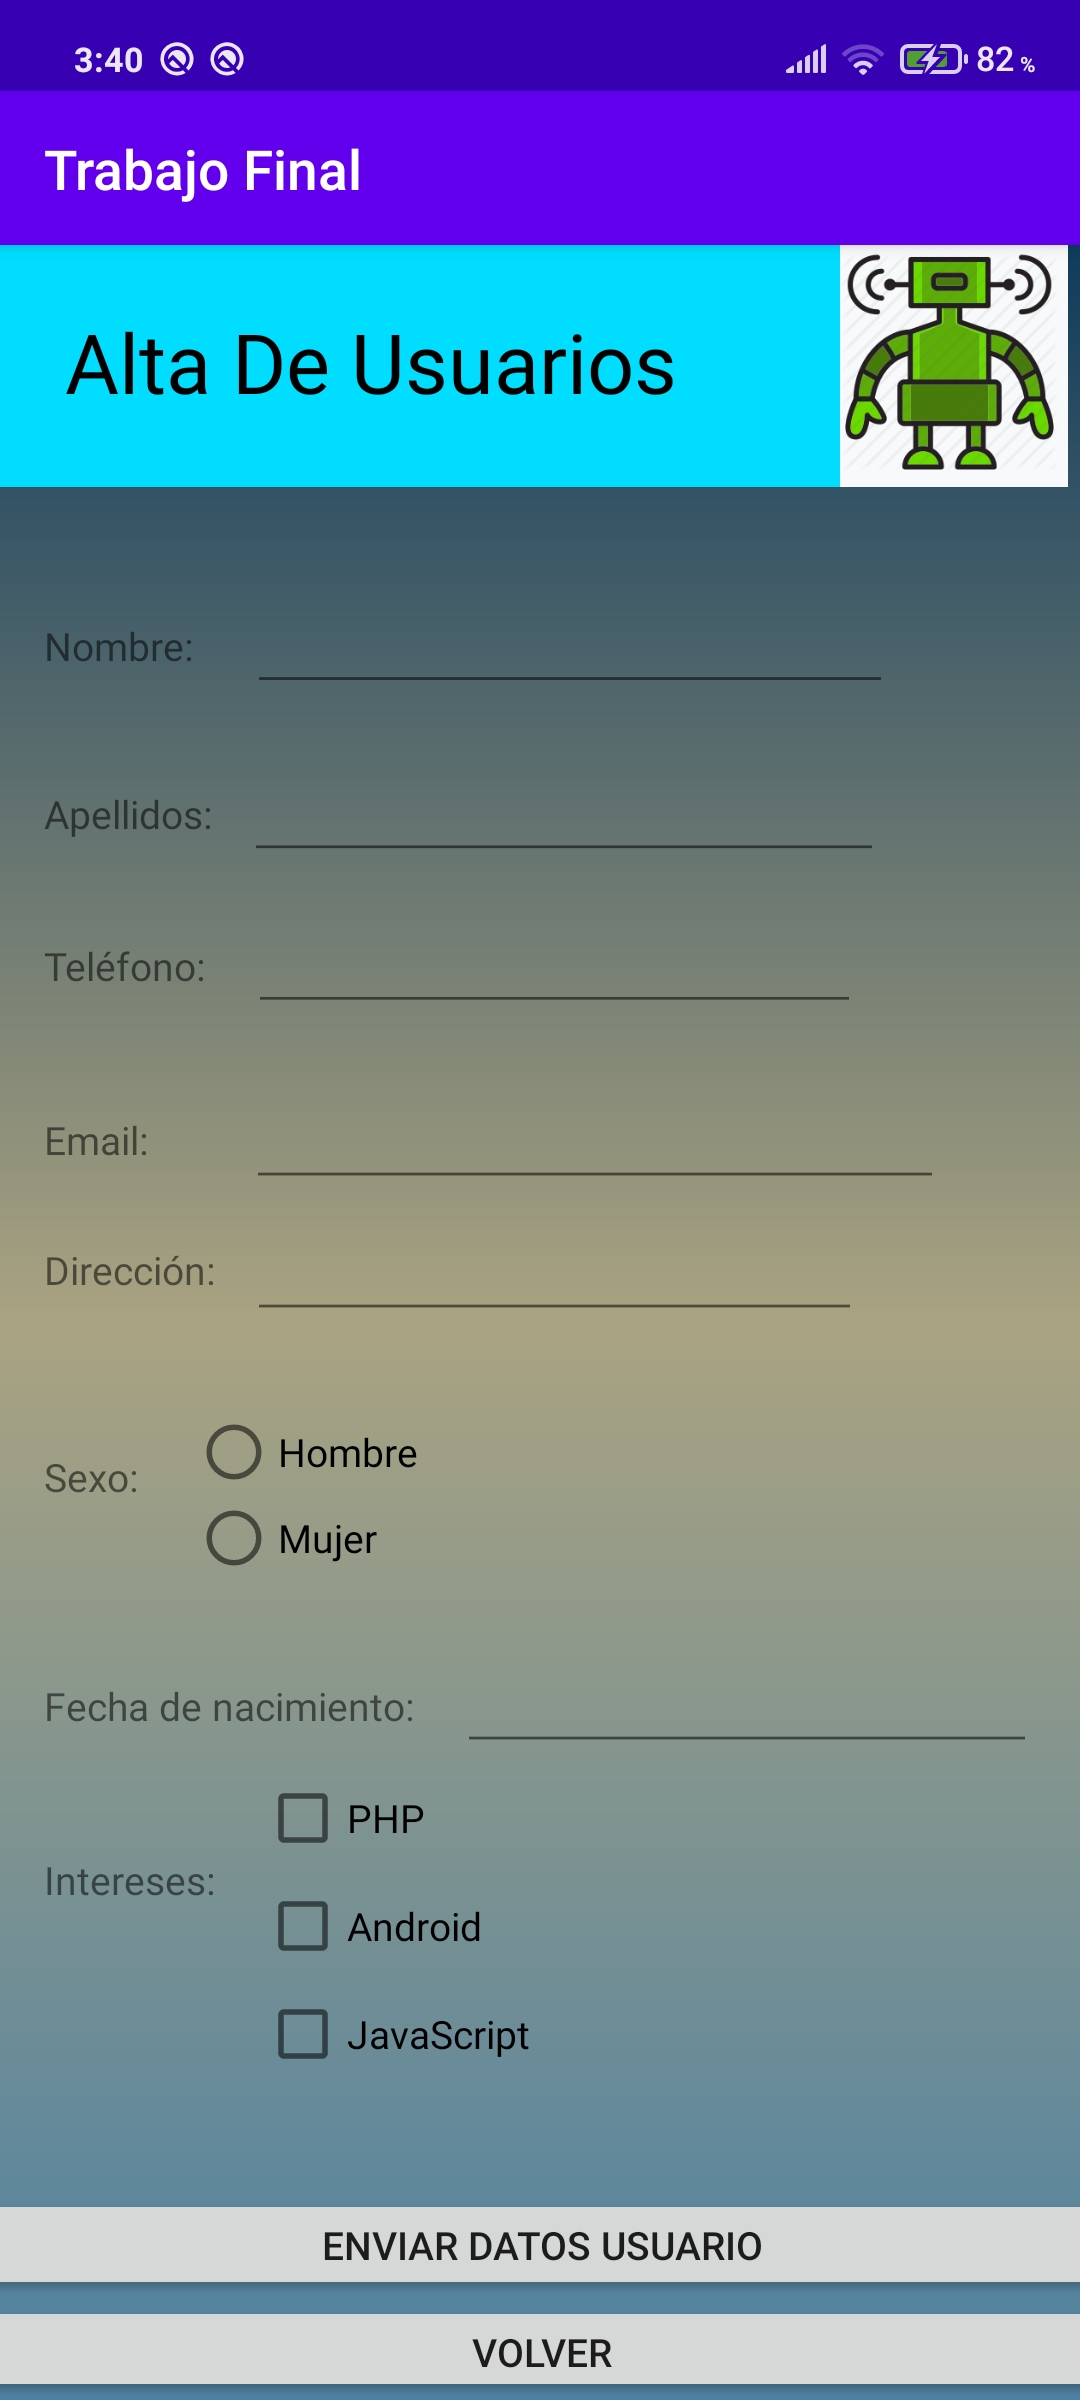 3:40 82 %
Trabajo Final
Alta De Usuarios
Nombre:
Apellidos:
Teléfono:
Email:
Dirección:
Sexo:
Hombre
Mujer
Fecha de nacimiento:
Intereses:
PHP
Android
JavaScript
ENVIAR DATOS USUARIO
VOLVER